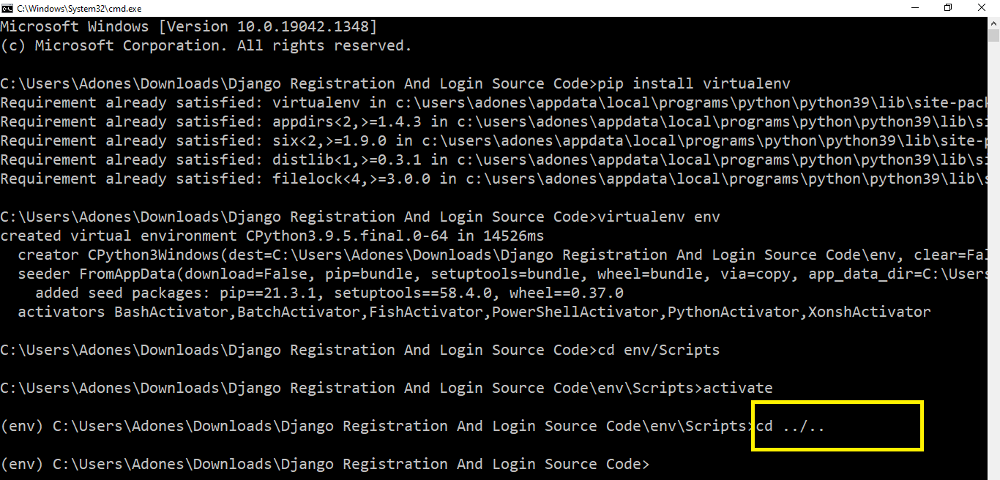 C:\Windows\System32\cmd.exe
Microsoft Windows [Version 10.0.19042.1348]
(c) Microsoft Corporation. All rights reserved.
C:\Users\Adones\Downloads\Django Registration And Login Source Code>pip install virtualenv
Requirement already satisfied: virtualenv in c:\users\adones\appdata\local\programs\python\python39\lib\site-pack
Requirement already satisfied: appdirs<2,>=1.4.3 in c:\users\adones\appdata\local\programs\python\python39\lib\si
Requirement already satisfied: six<2,>=1.9.0 in c:\users\adones\appdata\local\programs\python\python39\lib\site-p
Requirement already satisfied: distlib<1,>=0.3.1 in c:\users\adones\appdata\local\programs\python\python39\lib\si
Requirement already satisfied: filelock<4,>=3.0.0 in c:\users\adones\appdata\local\programs\python\python39\lib\s
C:\Users\Adones\Downloads\Django Registration And Login Source Code>virtualenv env
created virtual environment CPython3.9.5.final.0-64 in 14526ms
  creator CPython3Windows(dest=C:\Users\Adones\Downloads\Django Registration And Login Source Code\env, clear=Fal
  seeder FromAppData(download=False, pip=bundle, setuptools=bundle, wheel=bundle, via=copy, app_data_dir=C:\Users
    added seed packages: pip==21.3.1, setuptools==58.4.0, wheel==0.37.0
  activators BashActivator,BatchActivator,FishActivator,PowerShellActivator,PythonActivator,XonshActivator
C:\Users\Adones\Downloads\Django Registration And Login Source Code>cd env/Scripts
C:\Users\Adones\Downloads\Django Registration And Login Source Code\env\Scripts>activate
(env) C:\Users\Adones\Downloads\Django Registration And Login Source Code\env\Scripts>cd ../..
(env) C:\Users\Adones\Downloads\Django Registration And Login Source Code>